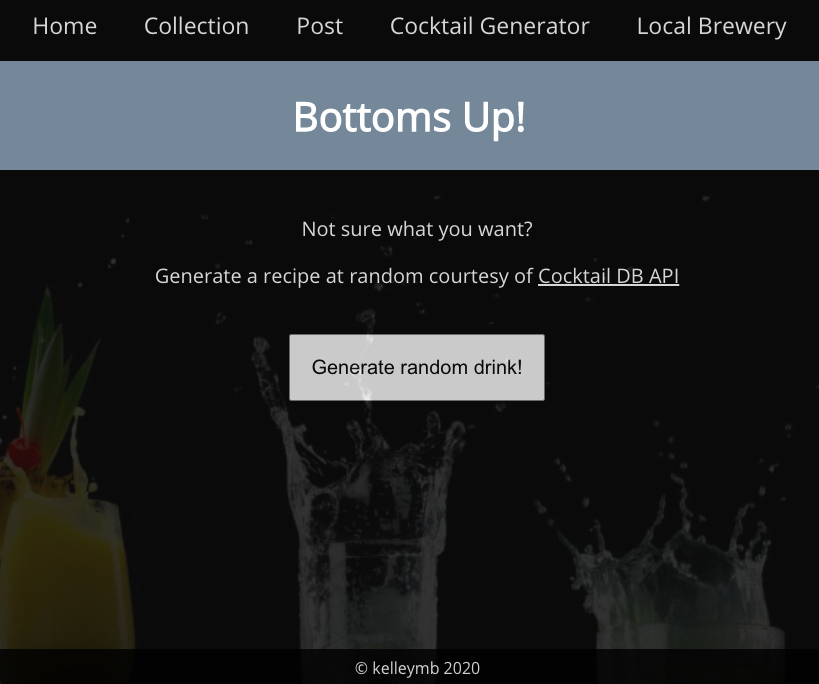 Home Collection Post Cocktail Generator Local Brewery
Bottoms Up!
Not sure what you want?
Generate a recipe at random courtesy of Cocktail DB API
Generate random drink!
© kelleymb 2020